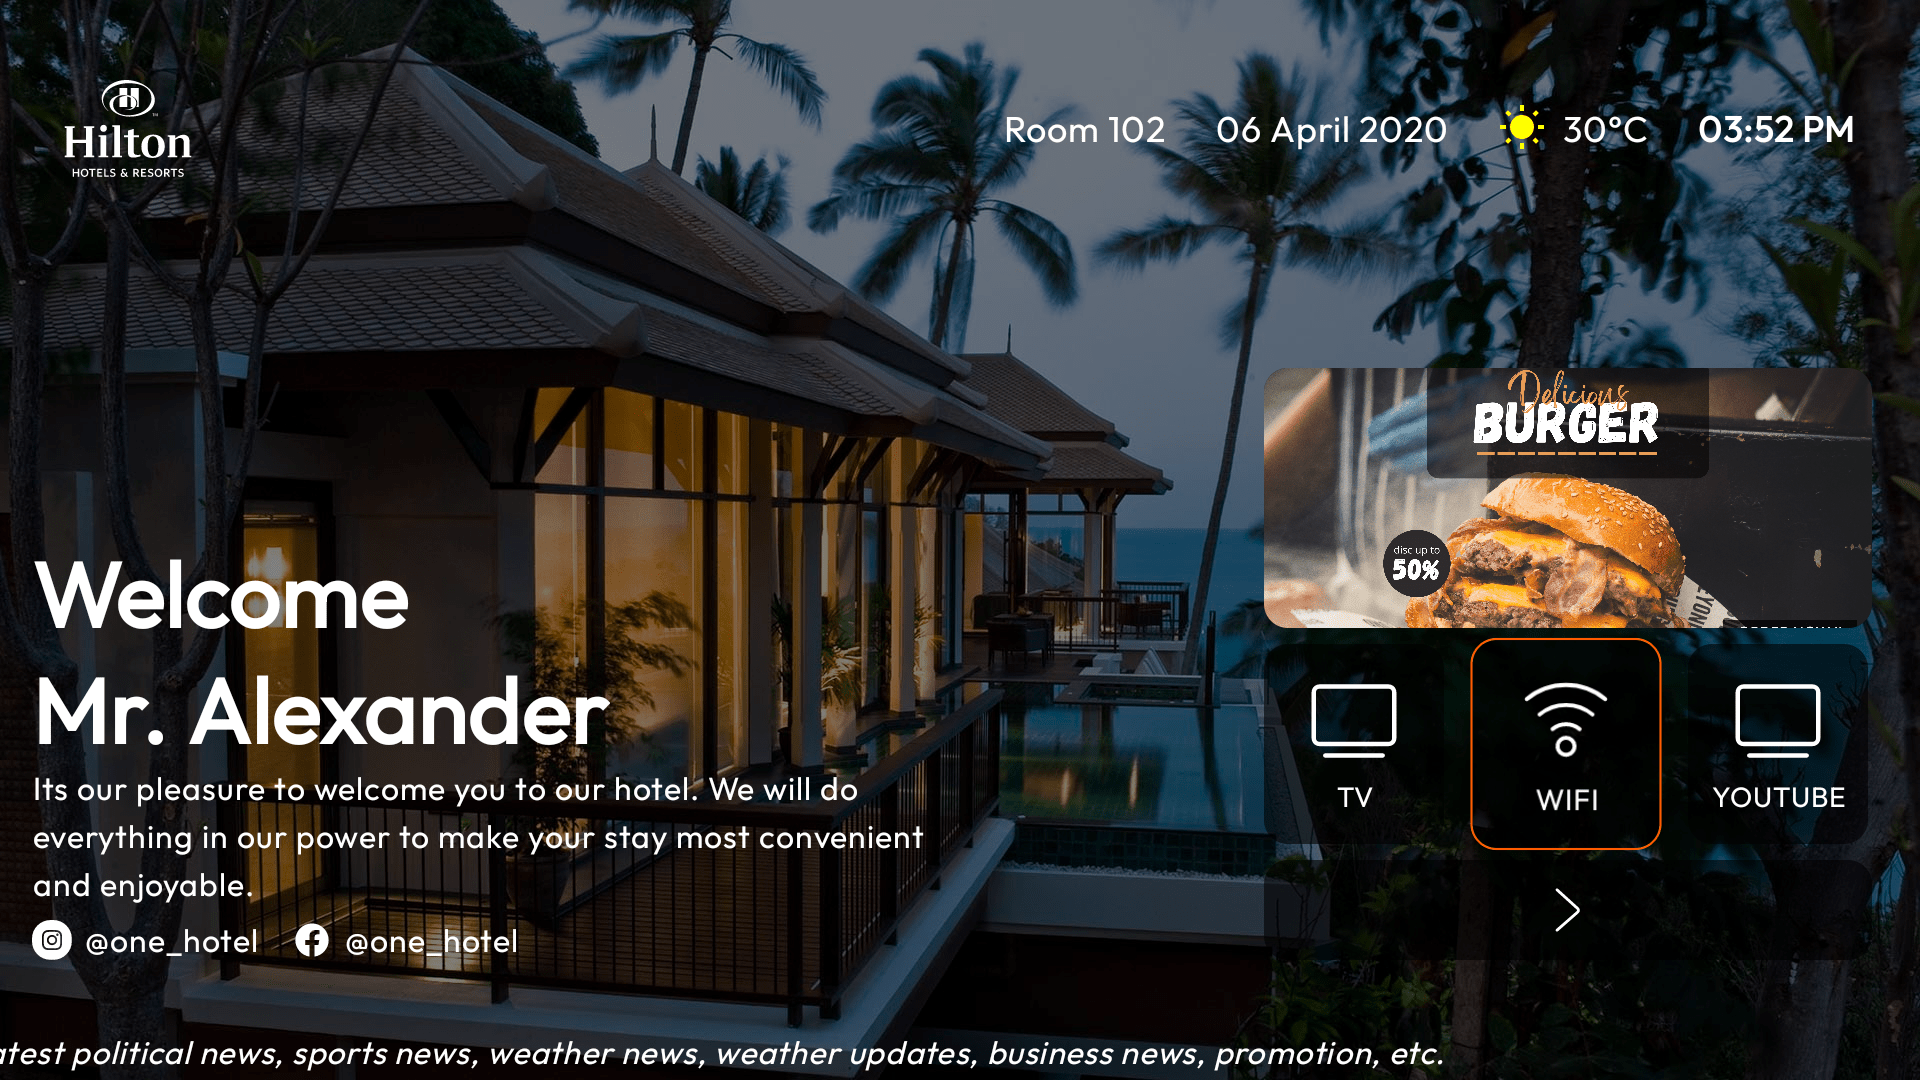 Hilton
HOTELS & RESORTS
Room 102 06 April 2020 30°C 03:52 PM
Delicious
BURGER
disc up to
50%
Welcome
Mr. Alexander
Its our pleasure to welcome you to our hotel. We will do
everything in our power to make your stay most convenient
and enjoyable.
@one_hotel @one_hotel
TV WIFI YOUTUBE
political news, sports news, weather news, weather updates, business news, promotion, etc.